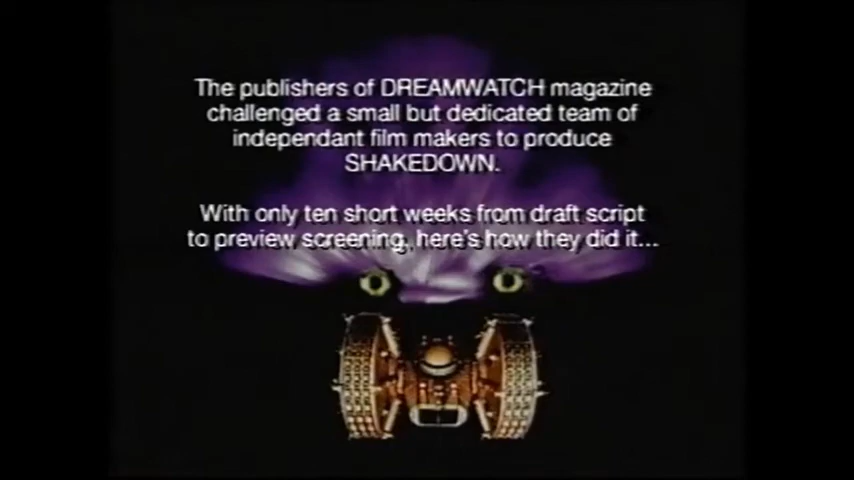 The publishers of DREAMWATCH magazine
challenged a small but dedicated team of
independant film makers to produce
SHAKEDOWN.
With only ten short weeks from draft script
to preview screening, here's how they did it...